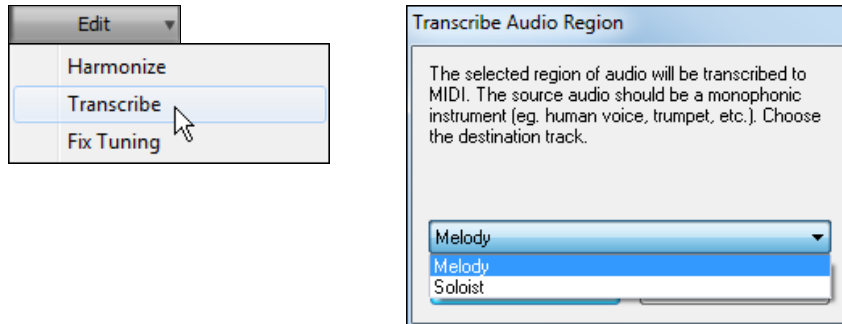 Edit
Harmonize
Transcribe
Fix Tuning
Transcribe Audio Region
The selected region of audio will be transcribed to
MIDI. The source audio should be a monophonic
instrument (eg. human voice, trumpet, etc.). Choose
the destination track.
Melody
Melody
Soloist